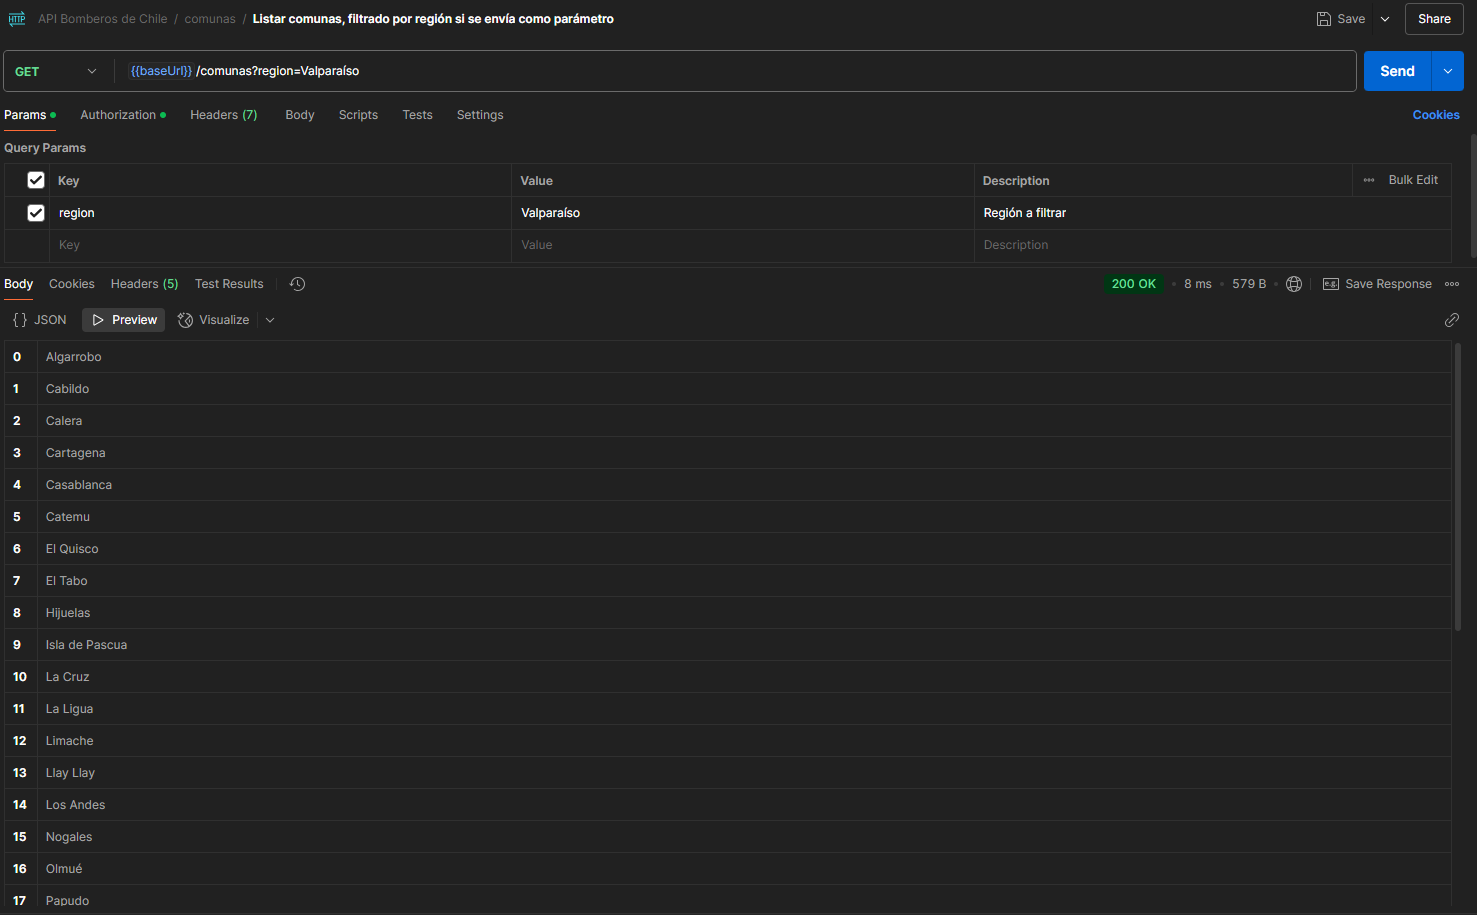 HTTP API Bomberos de Chile / comunas / Listar comunas, filtrado por región si se envía como parámetro Save Share
GET {{baseUrl}} /comunas?region=Valparaíso Send
Params Authorization Headers (7) Body Scripts Tests Settings Cookies
Query Params
Key Value Description Bulk Edit
region Valparaíso Región a filtrar
Key Value Description
Body Cookies Headers (5) Test Results 200 OK • 8 ms • 579 B • e.g. Save Response
{} JSON Preview Visualize
0 Algarrobo
1 Cabildo
2 Calera
3 Cartagena
4 Casablanca
5 Catemu
6 El Quisco
7 El Tabo
8 Hijuelas
9 Isla de Pascua
10 La Cruz
11 La Ligua
12 Limache
13 Llay Llay
14 Los Andes
15 Nogales
16 Olmué
17 Papudo